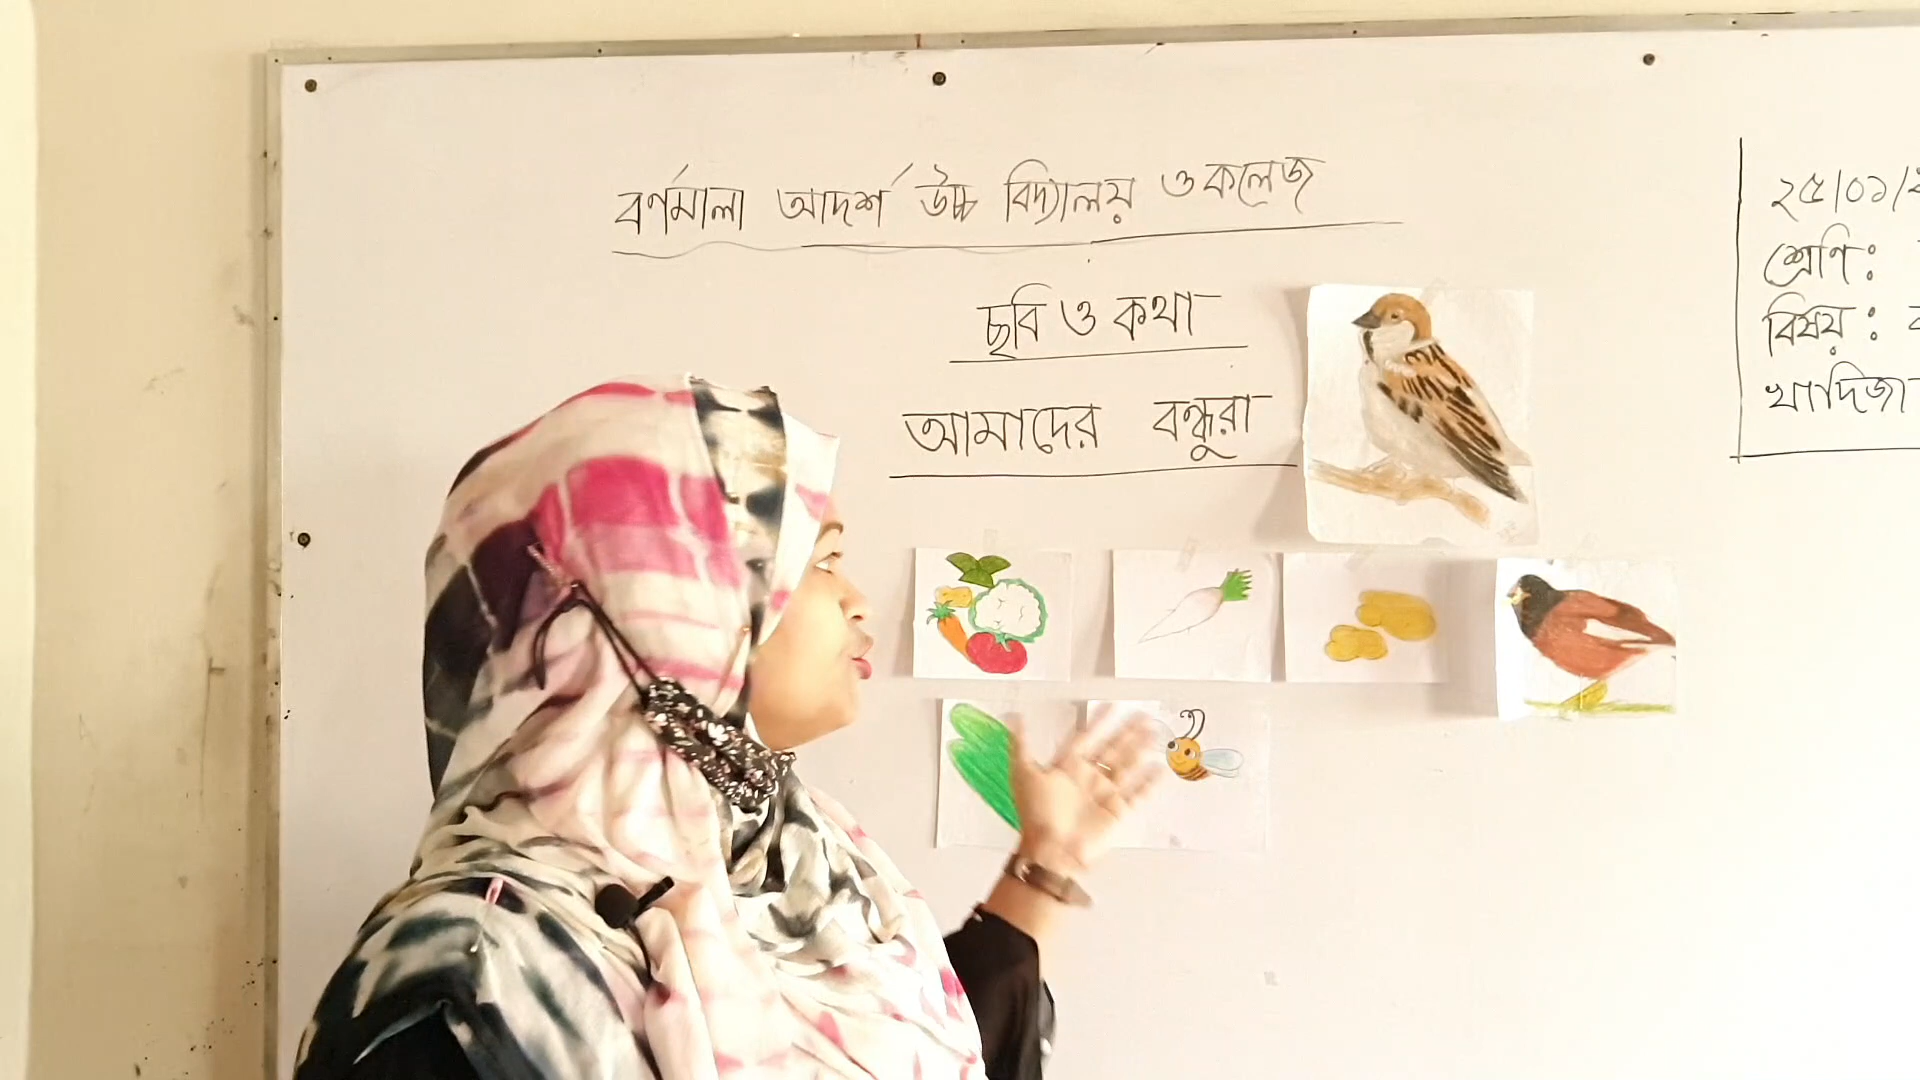 বর্ণমালা আদর্শ উচ্চ বিদ্যালয় ও কলেজ
ছবি ও কথা
আমাদের বন্ধুরা
২৫/০১/
শ্রেণি:
বিষয়:
খাদিজা